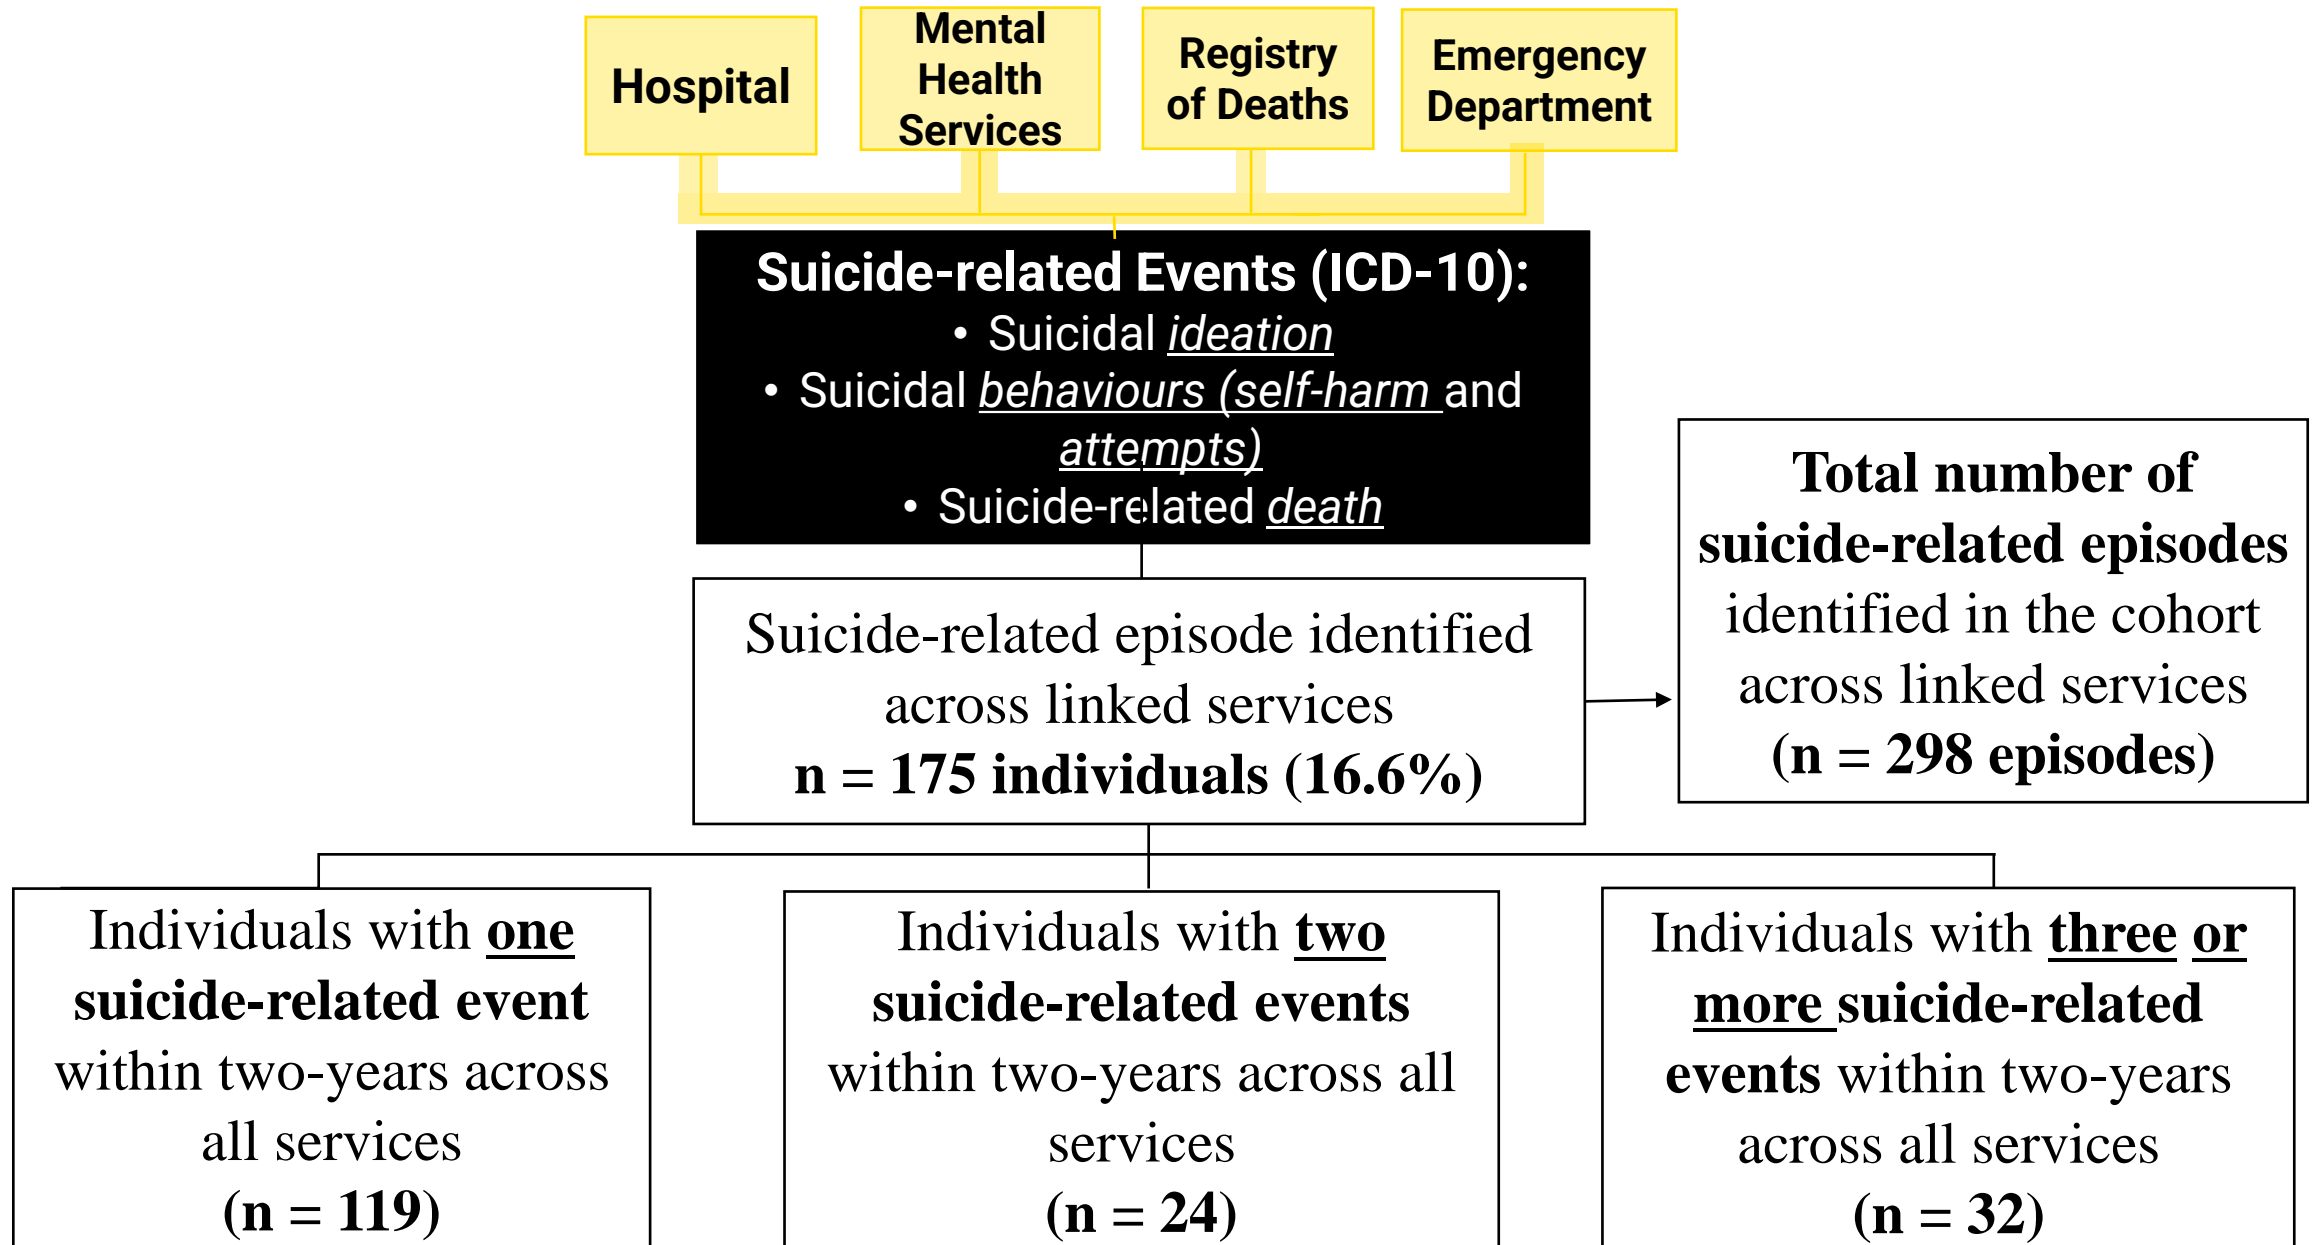 Hospital
Mental
Health
Services
Registry
of Deaths
Emergency
Department
Suicide-related Events (ICD-10):
• Suicidal ideation
• Suicidal behaviours (self-harm and
attempts)
• Suicide-related death
Suicide-related episode identified
across linked services
n = 175 individuals (16.6%)
Total number of
suicide-related episodes
identified in the cohort
across linked services
(n = 298 episodes)
Individuals with one
suicide-related event
within two-years across
all services
(n = 119)
Individuals with two
suicide-related events
within two-years across all
services
(n = 24)
Individuals with three or
more suicide-related
events within two-years
across all services
(n = 32)